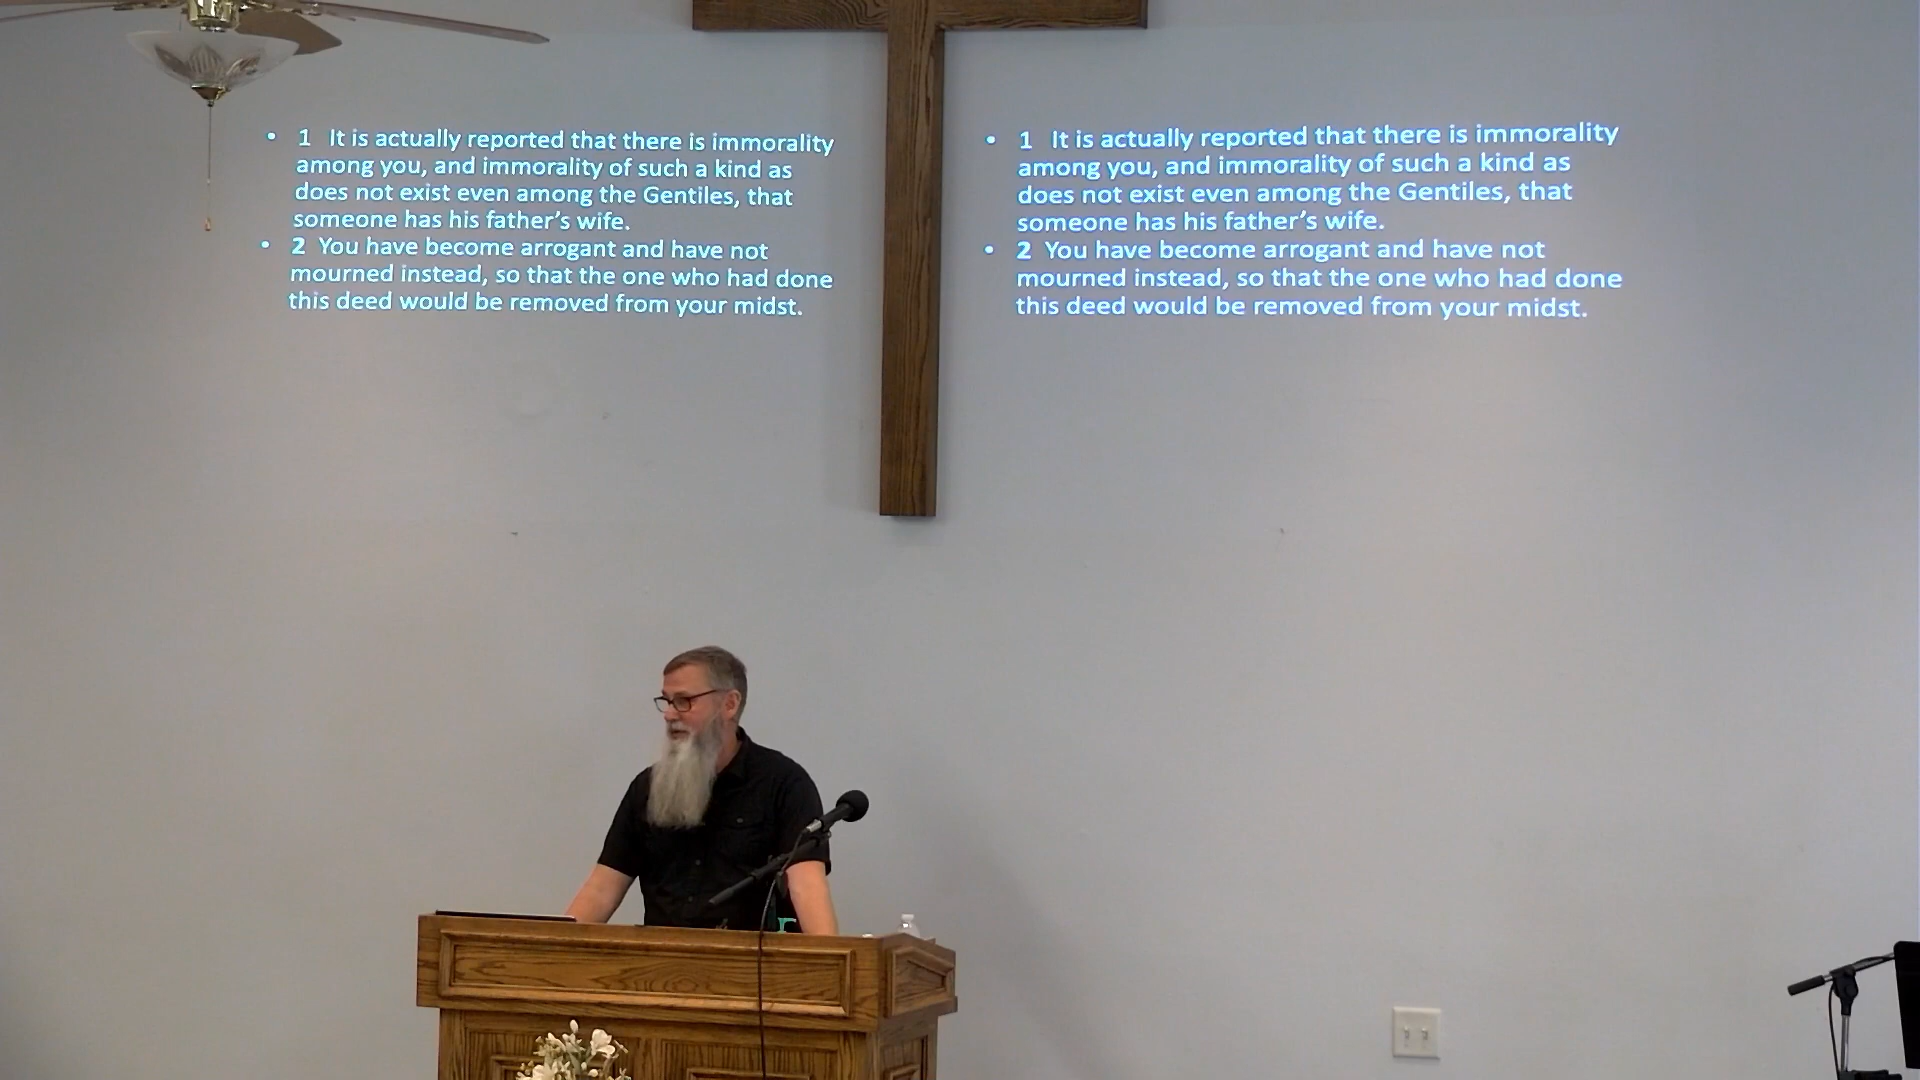 • 1 It is actually reported that there is immorality
among you, and immorality of such a kind as
does not exist even among the Gentiles, that
someone has his father’s wife.
• 2 You have become arrogant and have not
mourned instead, so that the one who had done
this deed would be removed from your midst.
• 1 It is actually reported that there is immorality
among you, and immorality of such a kind as
does not exist even among the Gentiles, that
someone has his father’s wife.
• 2 You have become arrogant and have not
mourned instead, so that the one who had done
this deed would be removed from your midst.